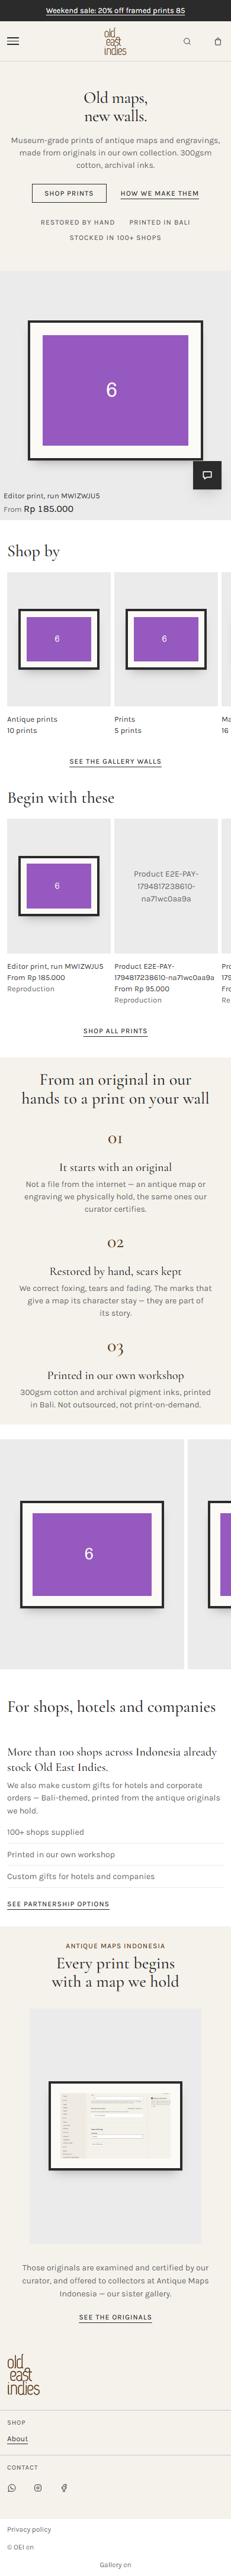 Weekend sale: 20% off framed prints 85
old
east
indies
Old maps,
new walls.
Museum-grade prints of antique maps and engravings,
made from originals in our own collection. 300gsm
cotton, archival inks.
SHOP PRINTS
HOW WE MAKE THEM
RESTORED BY HAND
PRINTED IN BALI
STOCKED IN 100+ SHOPS
6
Editor print, run MWIZWJU5
From Rp 185.000
Shop by
6
6
Antique prints
10 prints
Prints
5 prints
Ma
16
SEE THE GALLERY WALLS
Begin with these
6
Product E2E-PAY-
1794817238610-
na71wc0aa9a
Editor print, run MWIZWJU5
From Rp 185.000
Reproduction
Product E2E-PAY-
1794817238610-na71wc0aa9a
From Rp 95.000
Reproduction
Pro
179
Fro
Re
SHOP ALL PRINTS
From an original in our
hands to a print on your wall
01
It starts with an original
Not a file from the internet — an antique map or
engraving we physically hold, the same ones our
curator certifies.
02
Restored by hand, scars kept
We correct foxing, tears and fading. The marks that
give a map its character stay — they are part of
its story.
03
Printed in our own workshop
300gsm cotton and archival pigment inks, printed
in Bali. Not outsourced, not print-on-demand.
6
For shops, hotels and companies
More than 100 shops across Indonesia already
stock Old East Indies.
We also make custom gifts for hotels and corporate
orders — Bali-themed, printed from the antique originals
we hold.
100+ shops supplied
Printed in our own workshop
Custom gifts for hotels and companies
SEE PARTNERSHIP OPTIONS
ANTIQUE MAPS INDONESIA
Every print begins
with a map we hold
Those originals are examined and certified by our
curator, and offered to collectors at Antique Maps
Indonesia — our sister gallery.
SEE THE ORIGINALS
old
east
indies
SHOP
About
CONTACT
Privacy policy
© OEI en
Gallery en